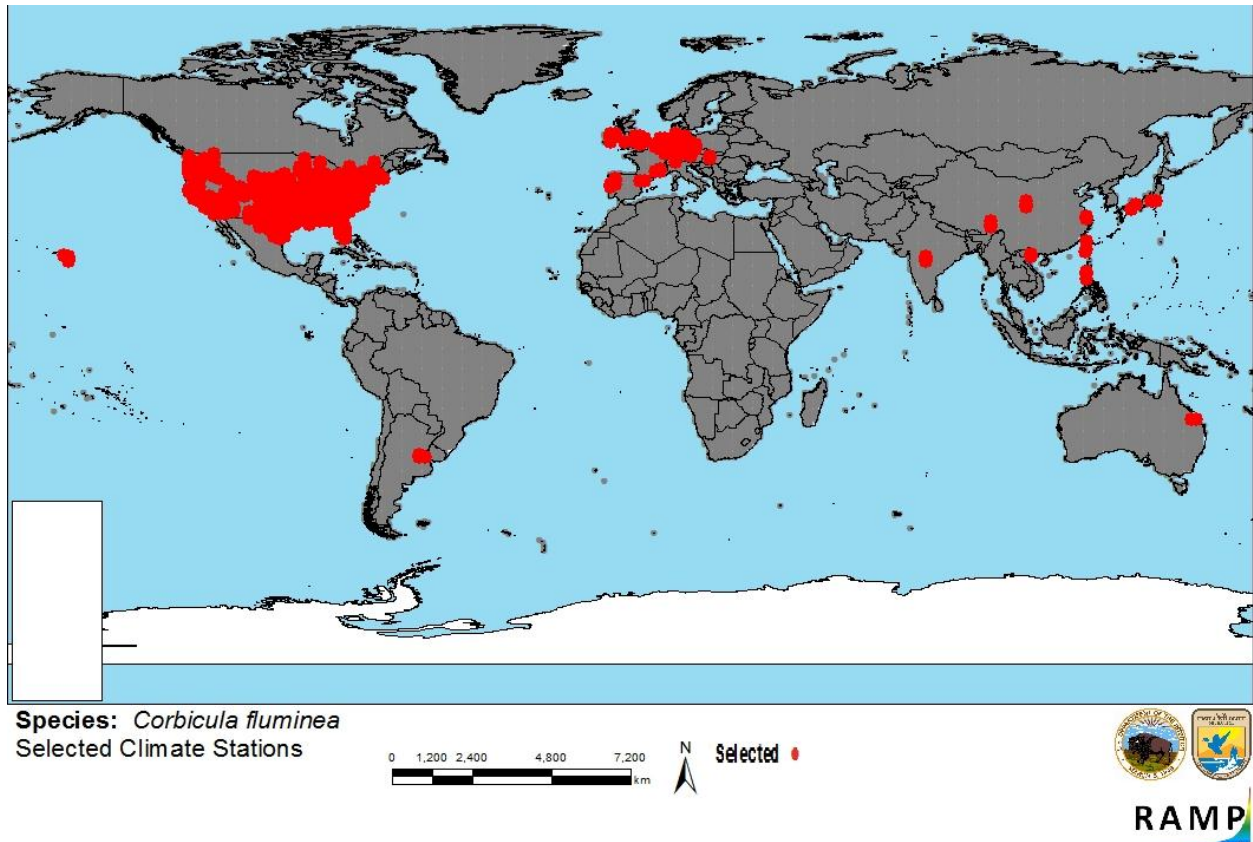 Species: Corbicula fluminea
Selected Climate Stations
0 1,200 2,400 4,800 7,200
km
N
Selected
RAMP